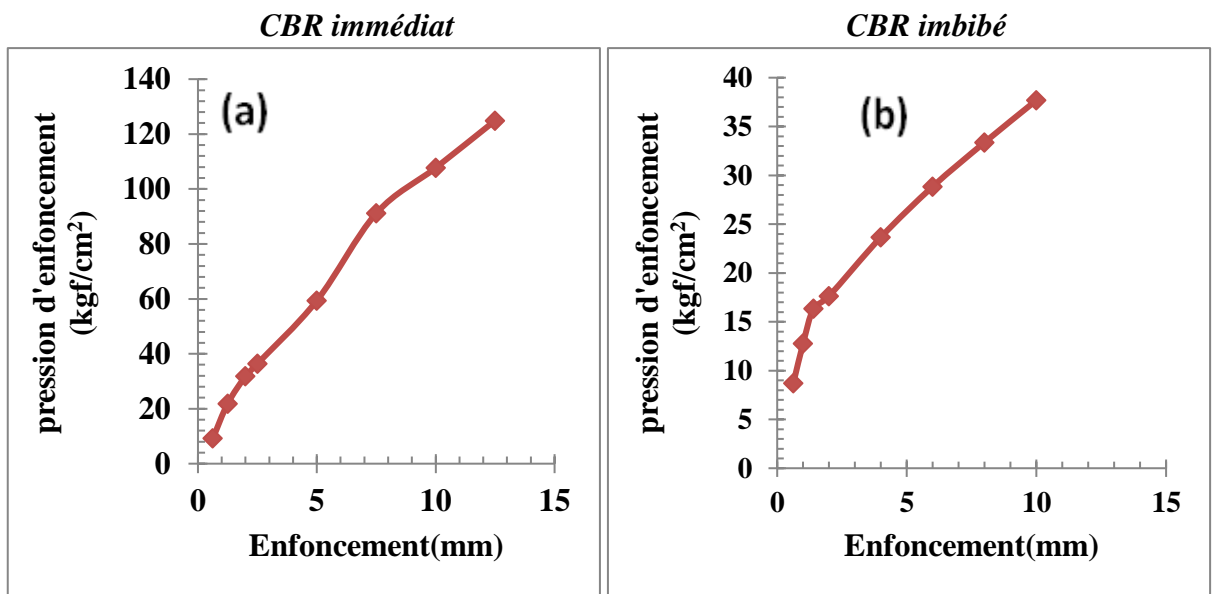 CBR immédiat
(a)
pression d'enfoncement
(kgf/cm²)
140
120
100
80
60
40
20
0
0 5 10 15
Enfoncement(mm)
CBR imbibé
(b)
pression d'enfoncement
(kgf/cm²)
40
35
30
25
20
15
10
5
0
0 5 10 15
Enfoncement(mm)